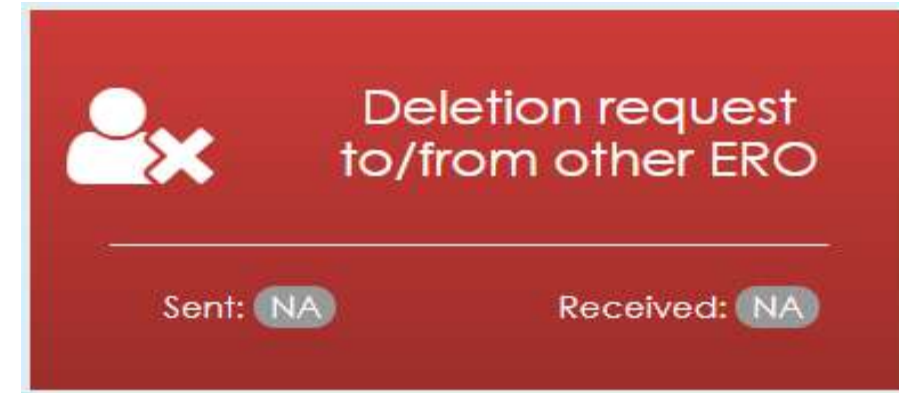 Deletion request
to/from other ERO
Sent: NA Received: NA